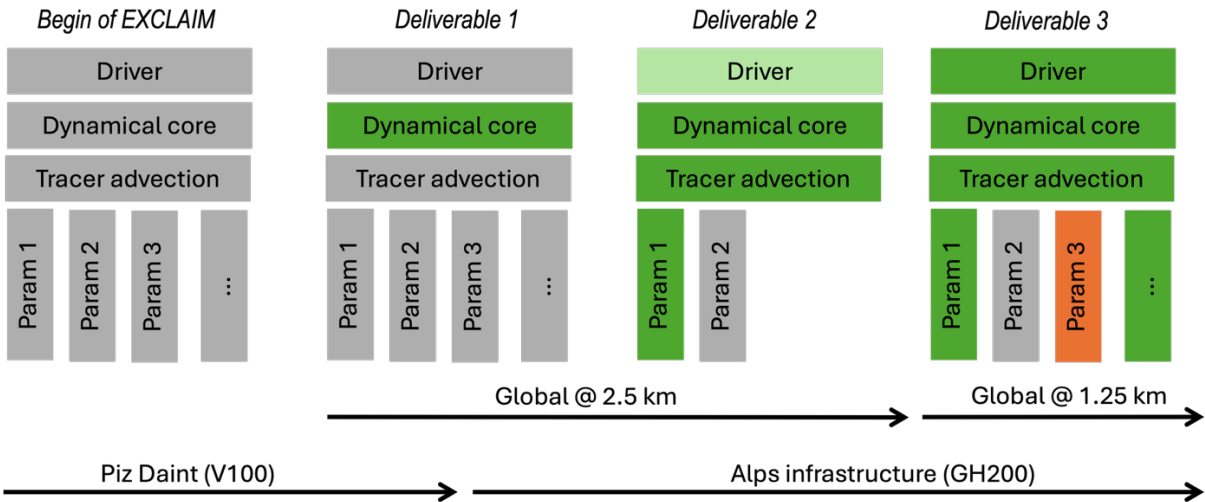 Begin of EXCLAIM
Driver
Dynamical core
Tracer advection
Param 1
Param 2
Param 3
...
Deliverable 1
Driver
Dynamical core
Tracer advection
Param 1
Param 2
Param 3
...
Deliverable 2
Driver
Dynamical core
Tracer advection
Param 1
Param 2
Deliverable 3
Driver
Dynamical core
Tracer advection
Param 1
Param 2
Param 3
...
Global @ 2.5 km
Global @ 1.25 km
Piz Daint (V100)
Alps infrastructure (GH200)